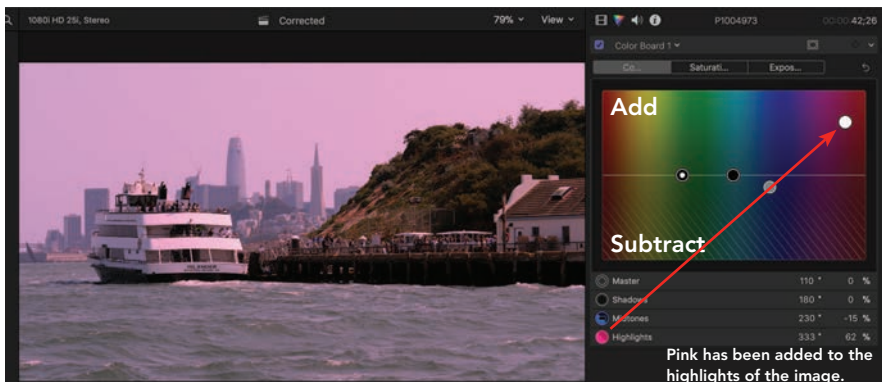 1080i HD 25i, Stereo
Corrected
79%
View
P1004973
00:00:42;26
Color Board 1
Co...
Saturati...
Expos...
Add
Subtract
Master 110 ° 0 %
Shadows 180 ° 0 %
Midtones 230 ° -15 %
Highlights 333 ° 62 %
Pink has been added to the
highlights of the image.